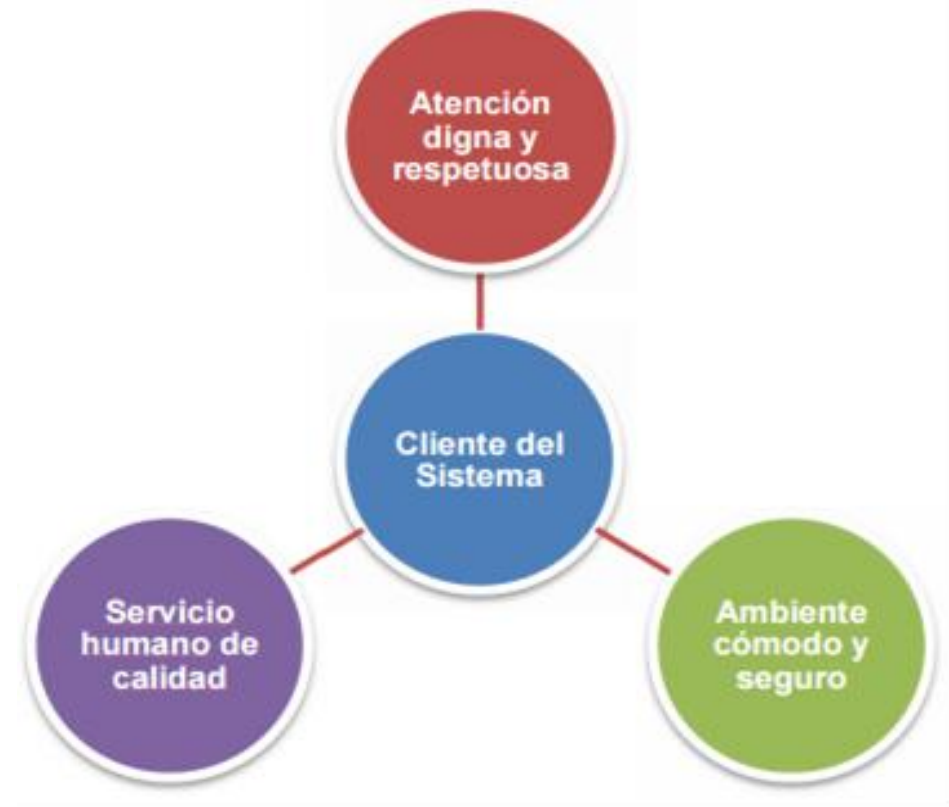 Atención
digna y
respetuosa
Cliente del
Sistema
Servicio
humano de
calidad
Ambiente
cómodo y
seguro